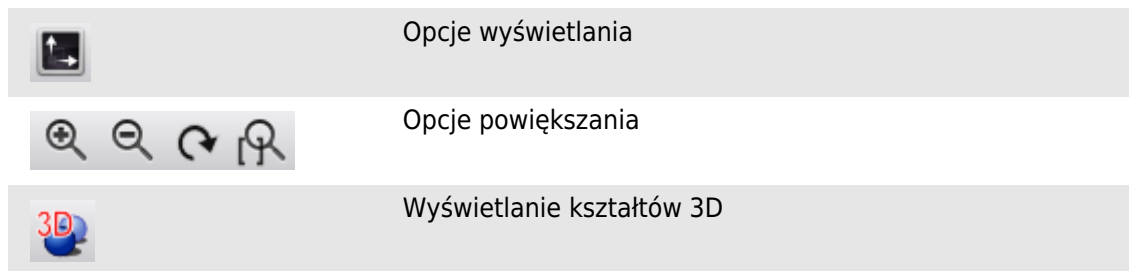 Opcje wyświetlania
Opcje powiększania
3D
Wyświetlanie kształtów 3D